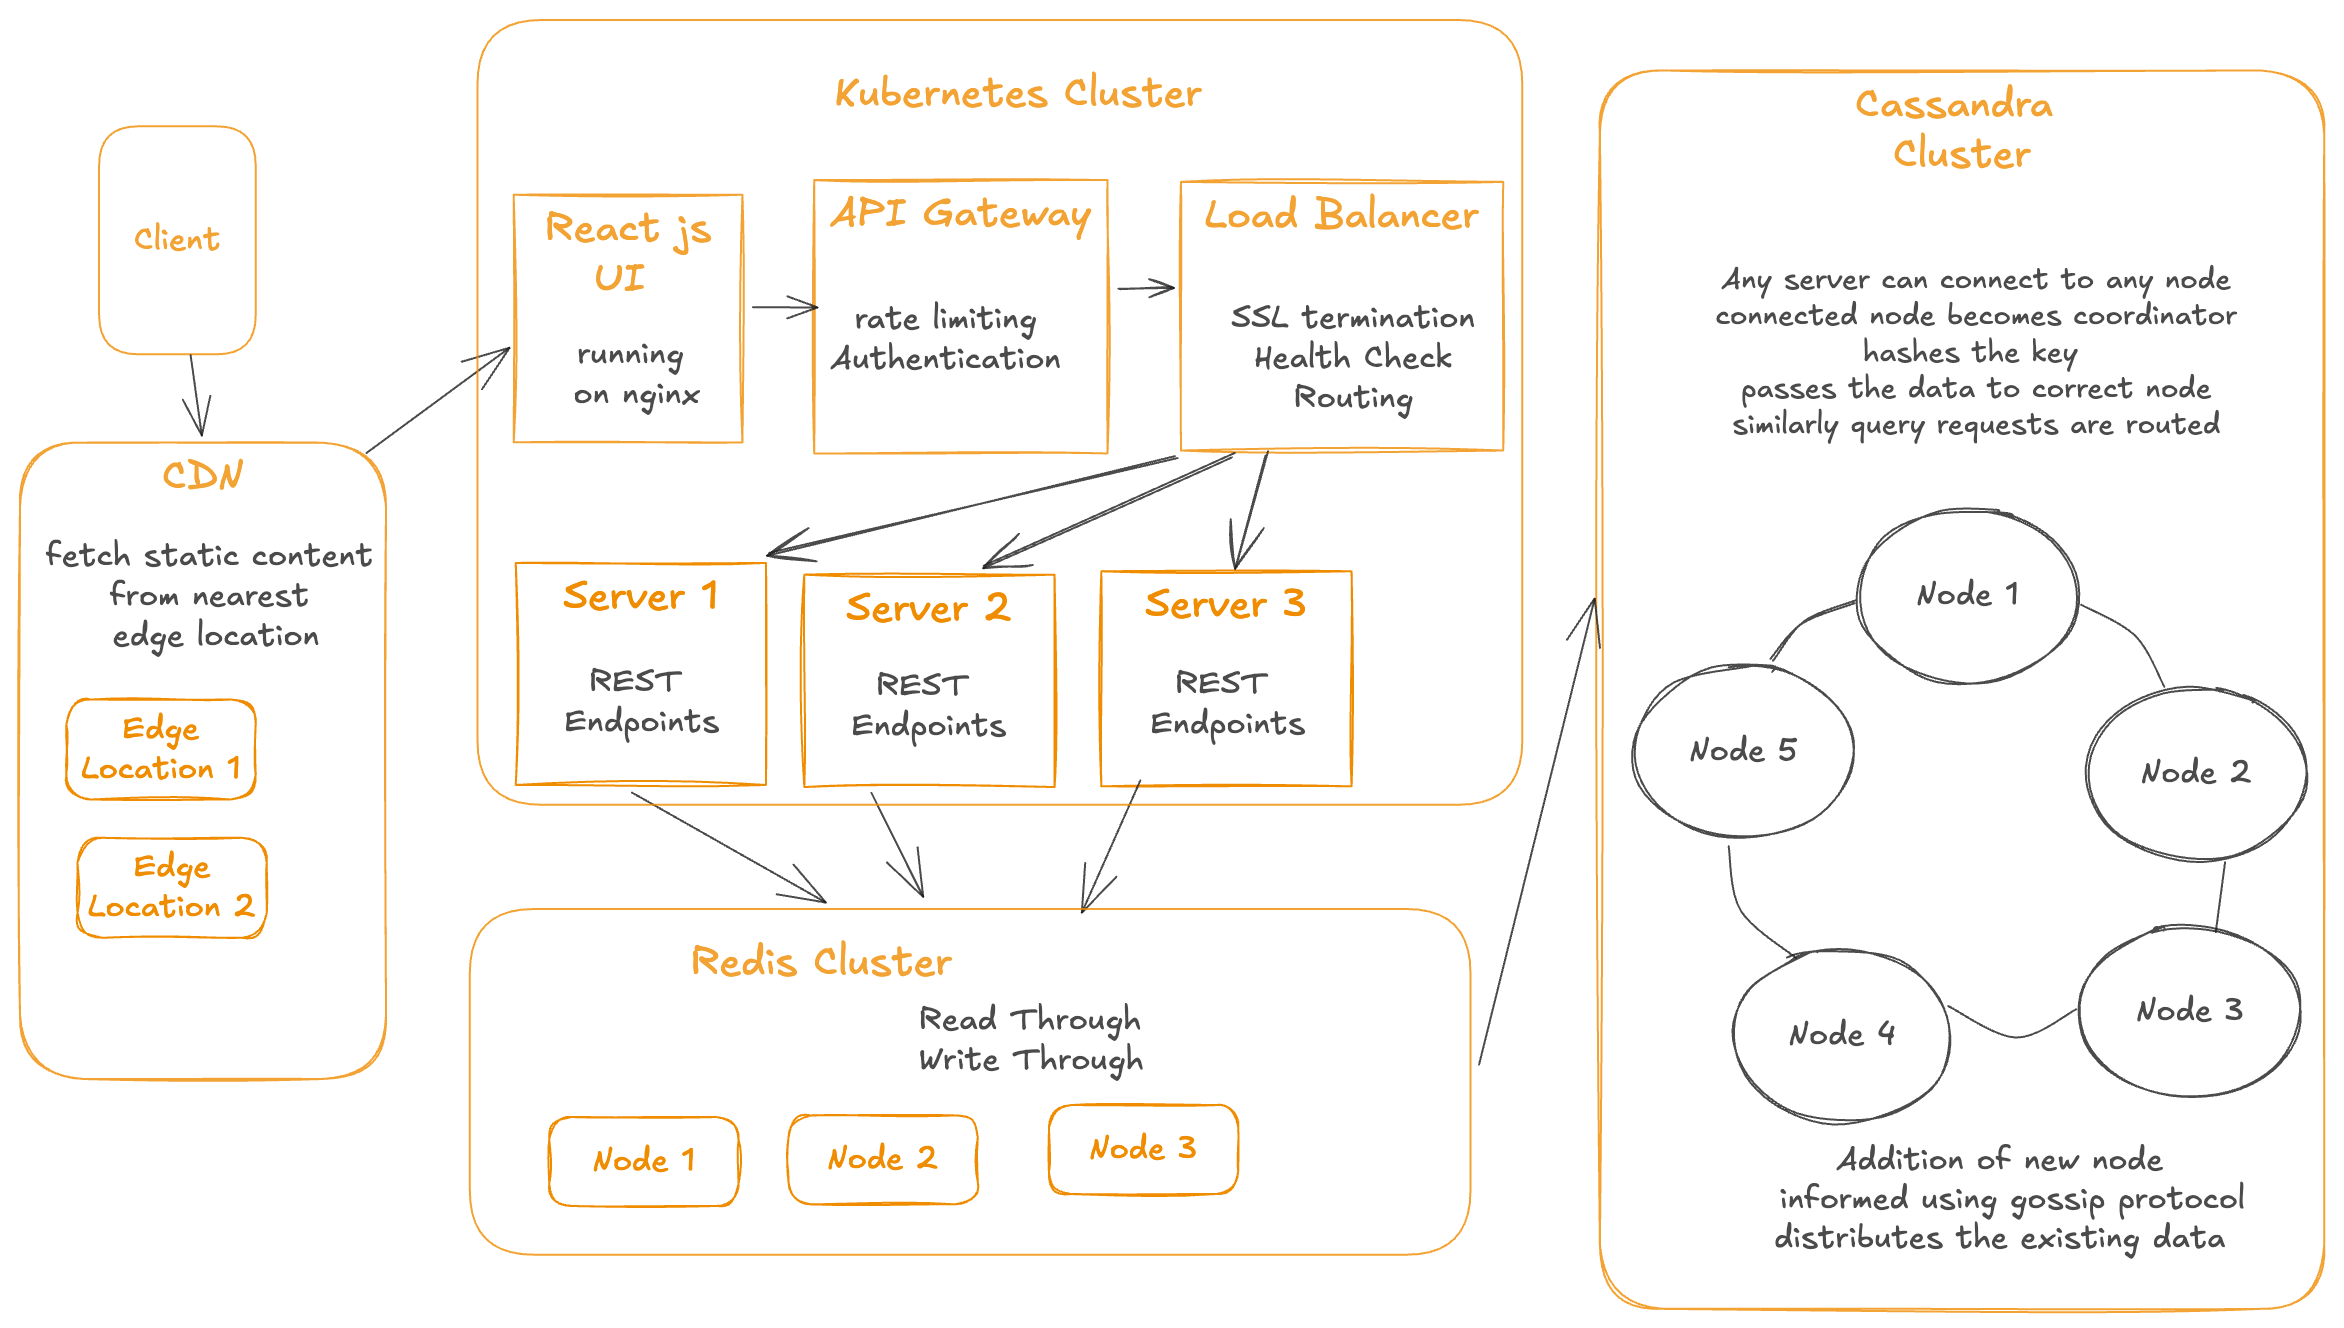 Client
CDN
fetch static content
from nearest
edge location
Edge
Location 1
Edge
Location 2
Kubernetes Cluster
React js
UI
running
on nginx
API Gateway
rate limiting
Authentication
Load Balancer
SSL termination
Health Check
Routing
Server 1
REST
Endpoints
Server 2
REST
Endpoints
Server 3
REST
Endpoints
Redis Cluster
Read Through
Write Through
Node 1
Node 2
Node 3
Cassandra
Cluster
Any server can connect to any node
connected node becomes coordinator
hashes the key
passes the data to correct node
similarly query requests are routed
Node 1
Node 5
Node 2
Node 4
Node 3
Addition of new node
informed using gossip protocol
distributes the existing data